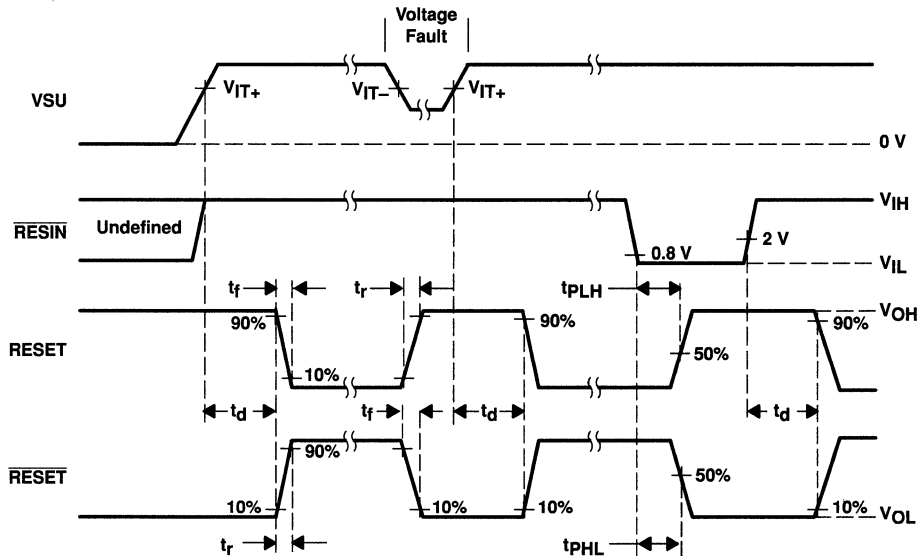 Voltage
Fault
VSU
VIT+
VIT−
VIT+
0 V
RESIN
Undefined
VIH
0.8 V
2 V
VIL
tf
tr
tPLH
VOH
RESET
90%
90%
90%
10%
50%
td
tf
td
td
RESET
90%
50%
10%
10%
10%
10%
VOL
tr
tPHL